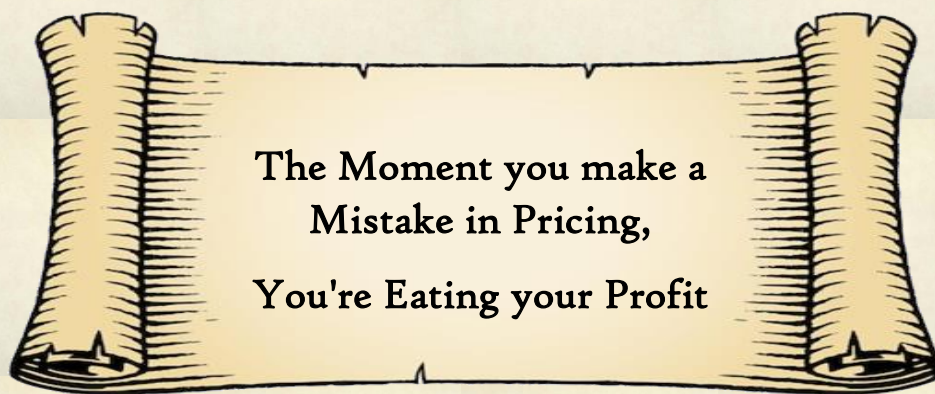 The Moment you make a
Mistake in Pricing,
You're Eating your Profit